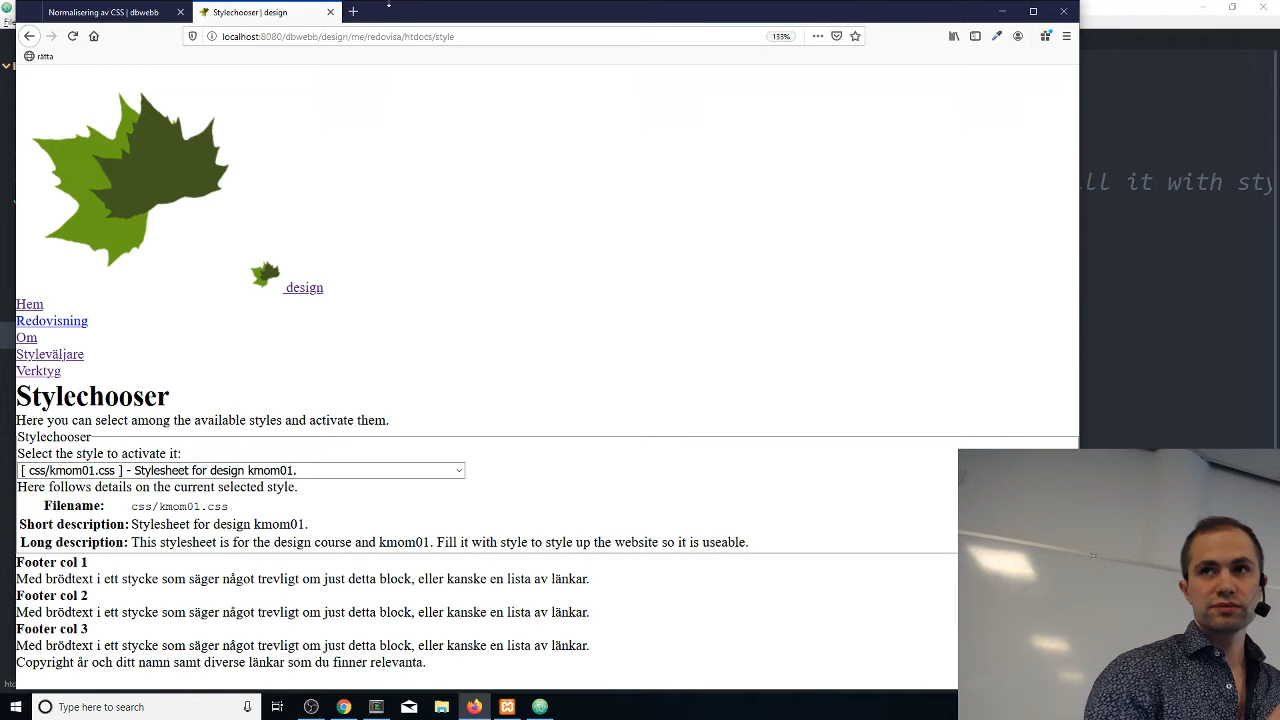 Normalisering av CSS | dbwebb
Stylechooser | design
localhost:8080/dbwebb/design/me/redovisa/htdocs/style
133%
rätta
design
Hem
Redovisning
Om
Styleväljare
Verktyg
Stylechooser
Here you can select among the available styles and activate them.
Stylechooser
Select the style to activate it:
[ css/kmom01.css ] - Stylesheet for design kmom01.
Here follows details on the current selected style.
Filename: css/kmom01.css
Short description: Stylesheet for design kmom01.
Long description: This stylesheet is for the design course and kmom01. Fill it with style to style up the website so it is useable.
Footer col 1
Med brödtext i ett stycke som säger något trevligt om just detta block, eller kanske en lista av länkar.
Footer col 2
Med brödtext i ett stycke som säger något trevligt om just detta block, eller kanske en lista av länkar.
Footer col 3
Med brödtext i ett stycke som säger något trevligt om just detta block, eller kanske en lista av länkar.
Copyright år och ditt namn samt diverse länkar som du finner relevanta.
it with sty
Type here to search